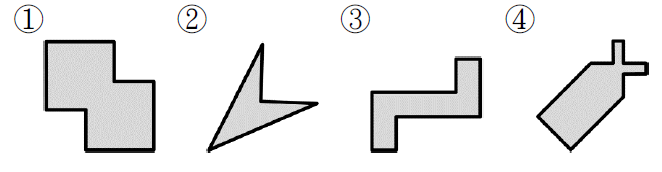 ① ② ③ ④